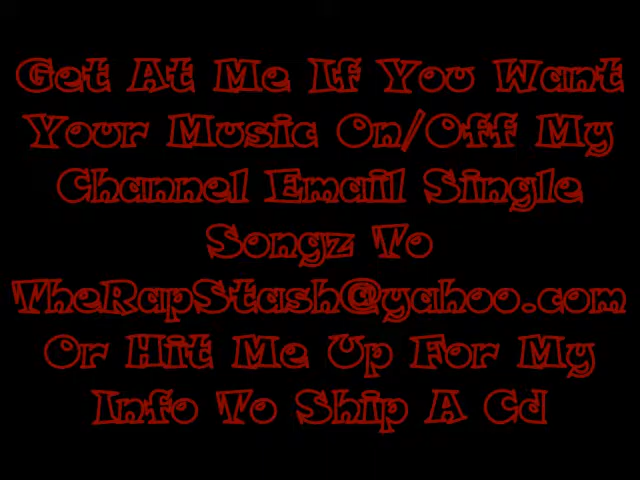 Get At Me If You Want
Your Music On/Off My
Channel Email Single
Songz To
TheRapStash@yahoo.com
Or Hit Me Up For My
Info To Ship A Cd